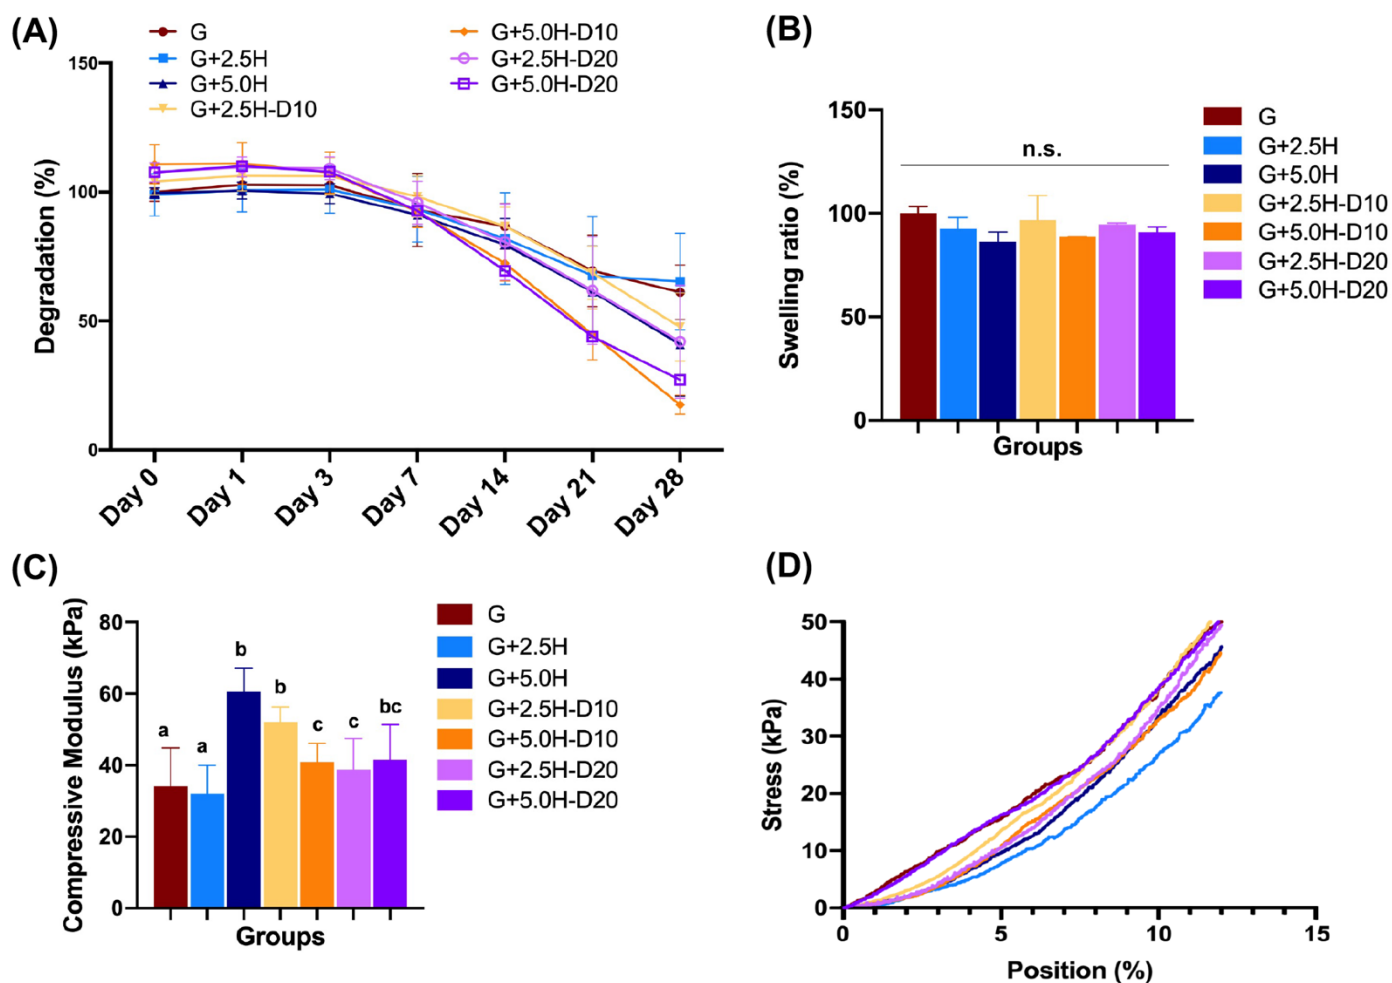 (A)
G
G+2.5H
G+5.0H
G+2.5H-D10
G+5.0H-D10
G+2.5H-D20
G+5.0H-D20
Degradation (%)
150
100
50
0
Day 0
Day 1
Day 3
Day 7
Day 14
Day 21
Day 28
(B)
Swelling ratio (%)
150
100
50
0
n.s.
Groups
G
G+2.5H
G+5.0H
G+2.5H-D10
G+5.0H-D10
G+2.5H-D20
G+5.0H-D20
(C)
Compressive Modulus (kPa)
80
60
40
20
0
a
a
b
b
c
c
bc
Groups
G
G+2.5H
G+5.0H
G+2.5H-D10
G+5.0H-D10
G+2.5H-D20
G+5.0H-D20
(D)
Stress (kPa)
50
40
30
20
10
0
0
5
10
15
Position (%)